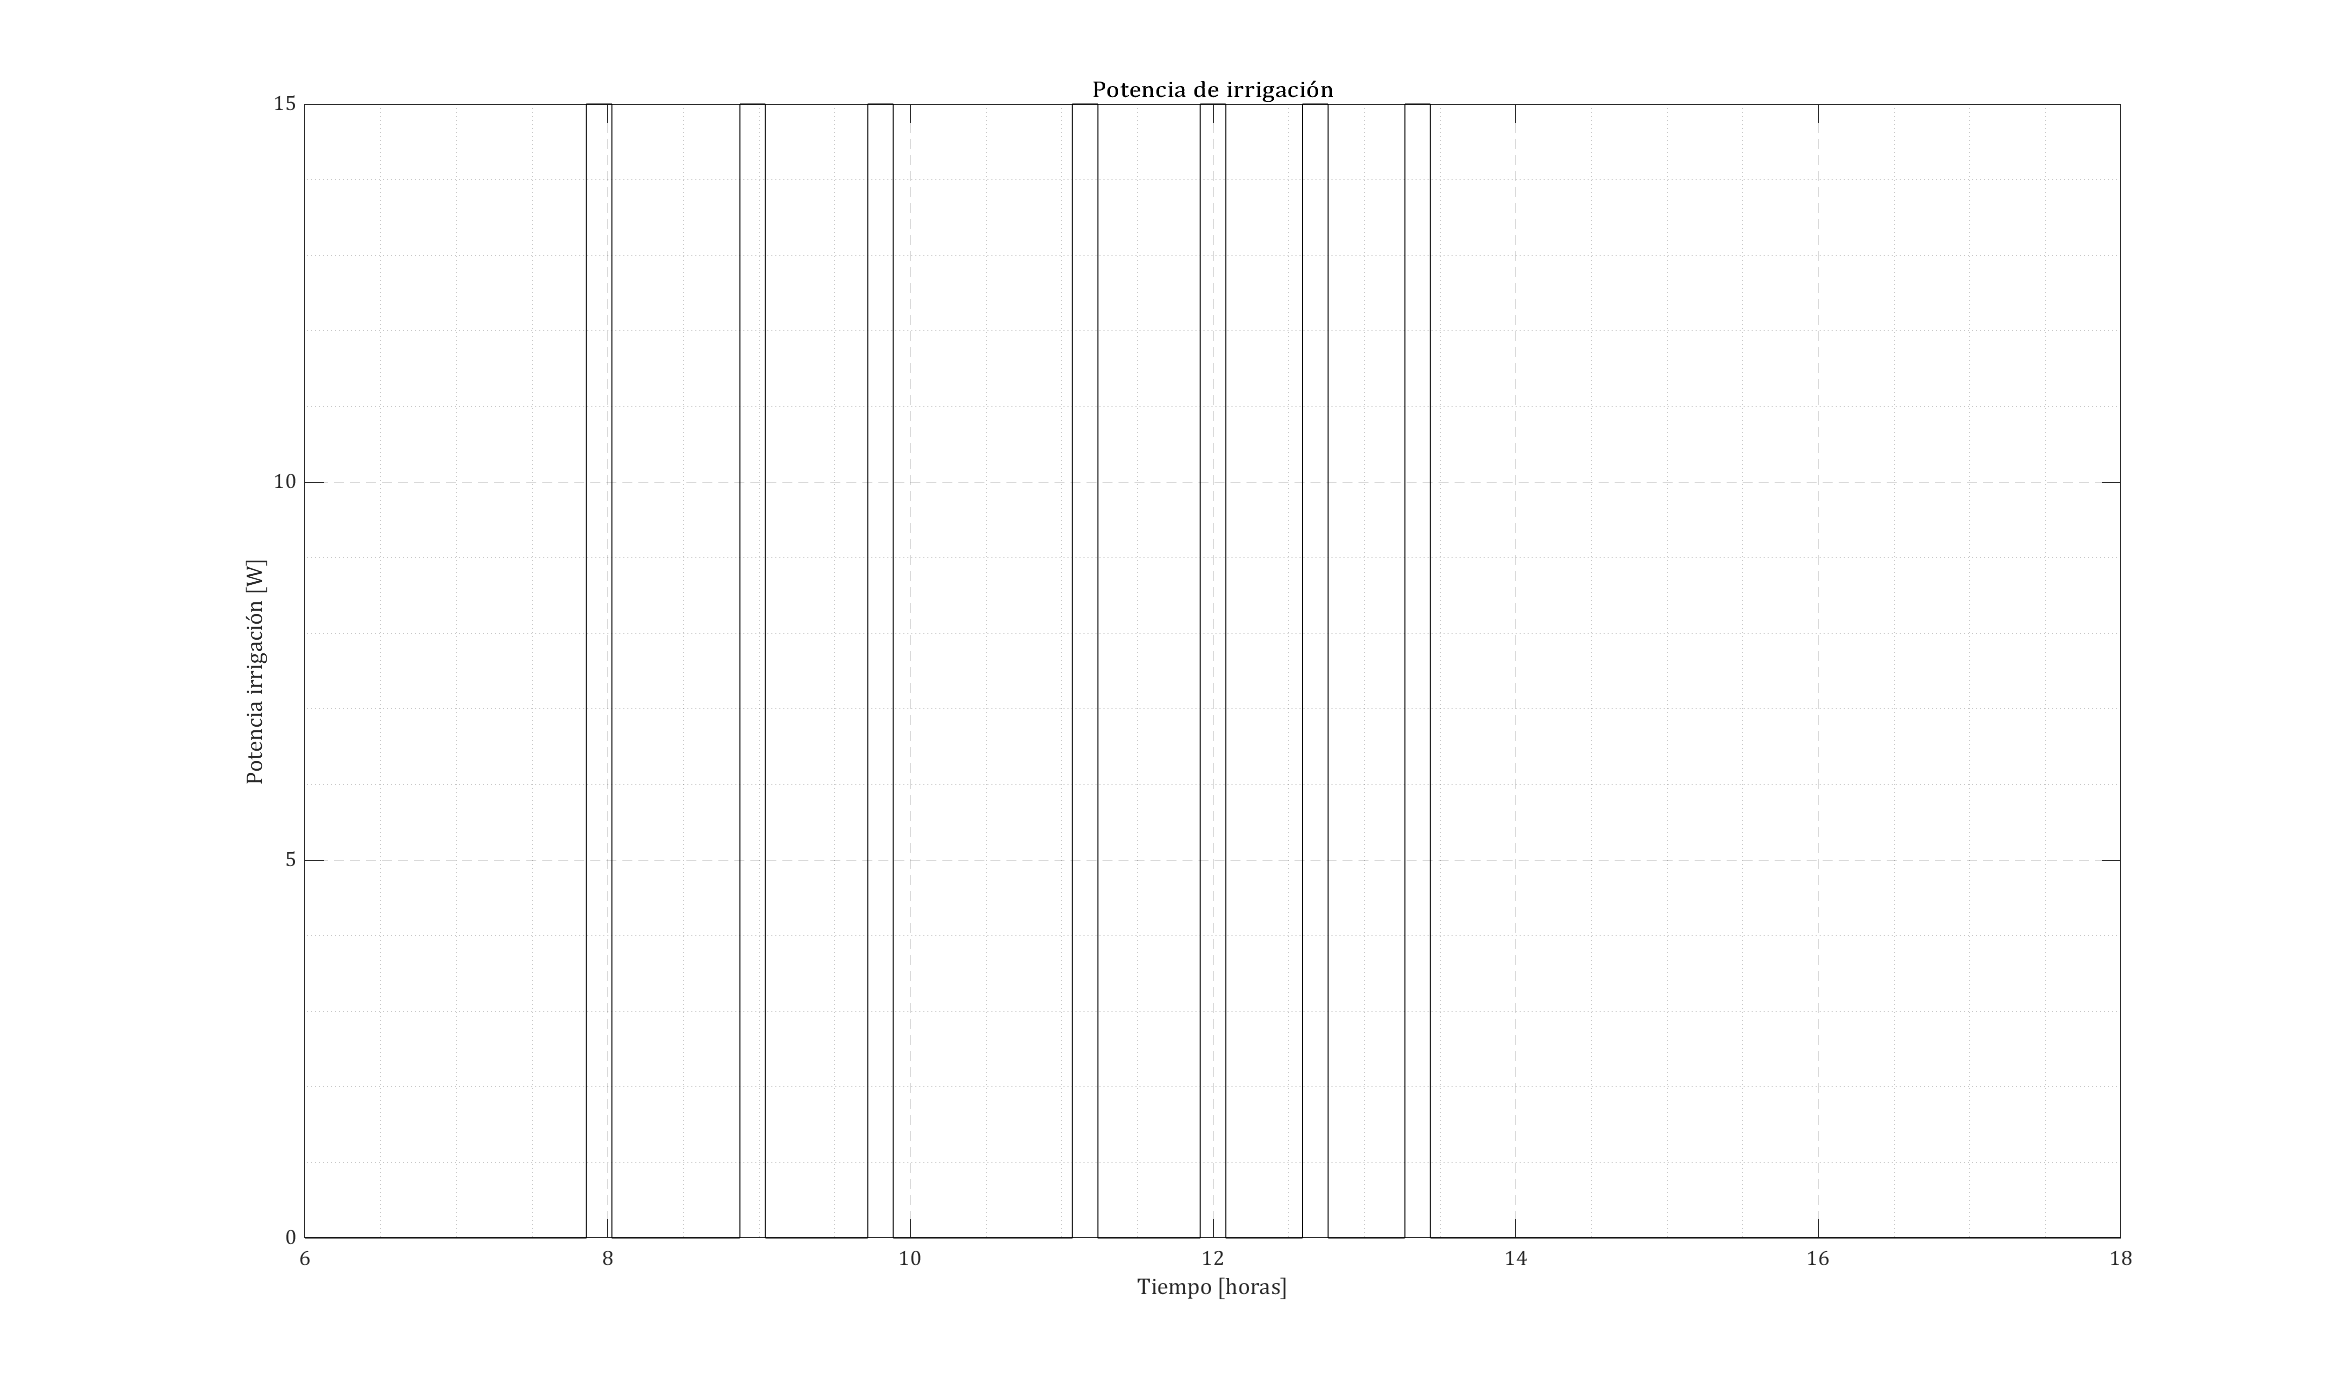 Potencia de irrigación
15
10
5
0
Potencia irrigación [W]
6 8 10 12 14 16 18
Tiempo [horas]